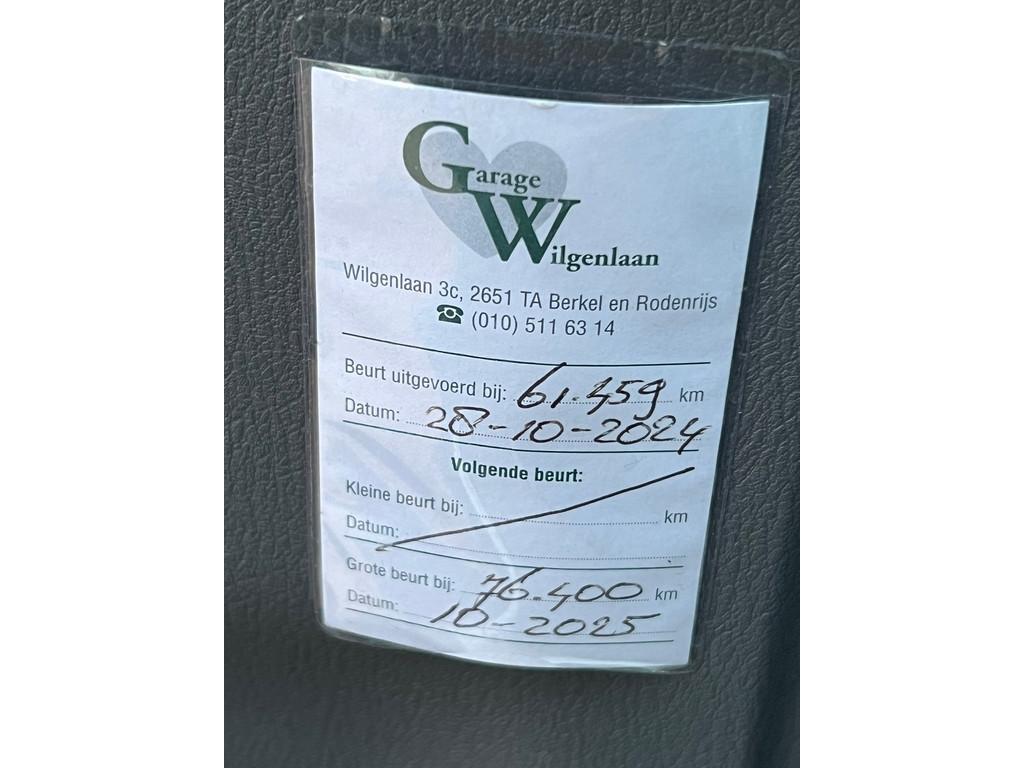 Garage
Wilgenlaan
Wilgenlaan 3c, 2651 TA Berkel en Rodenrijs
☎ (010) 511 63 14
Beurt uitgevoerd bij: 61.459 km
Datum: 28-10-2024
Volgende beurt:
Kleine beurt bij: km
Datum:
Grote beurt bij: 76.400 km
Datum: 10-2025